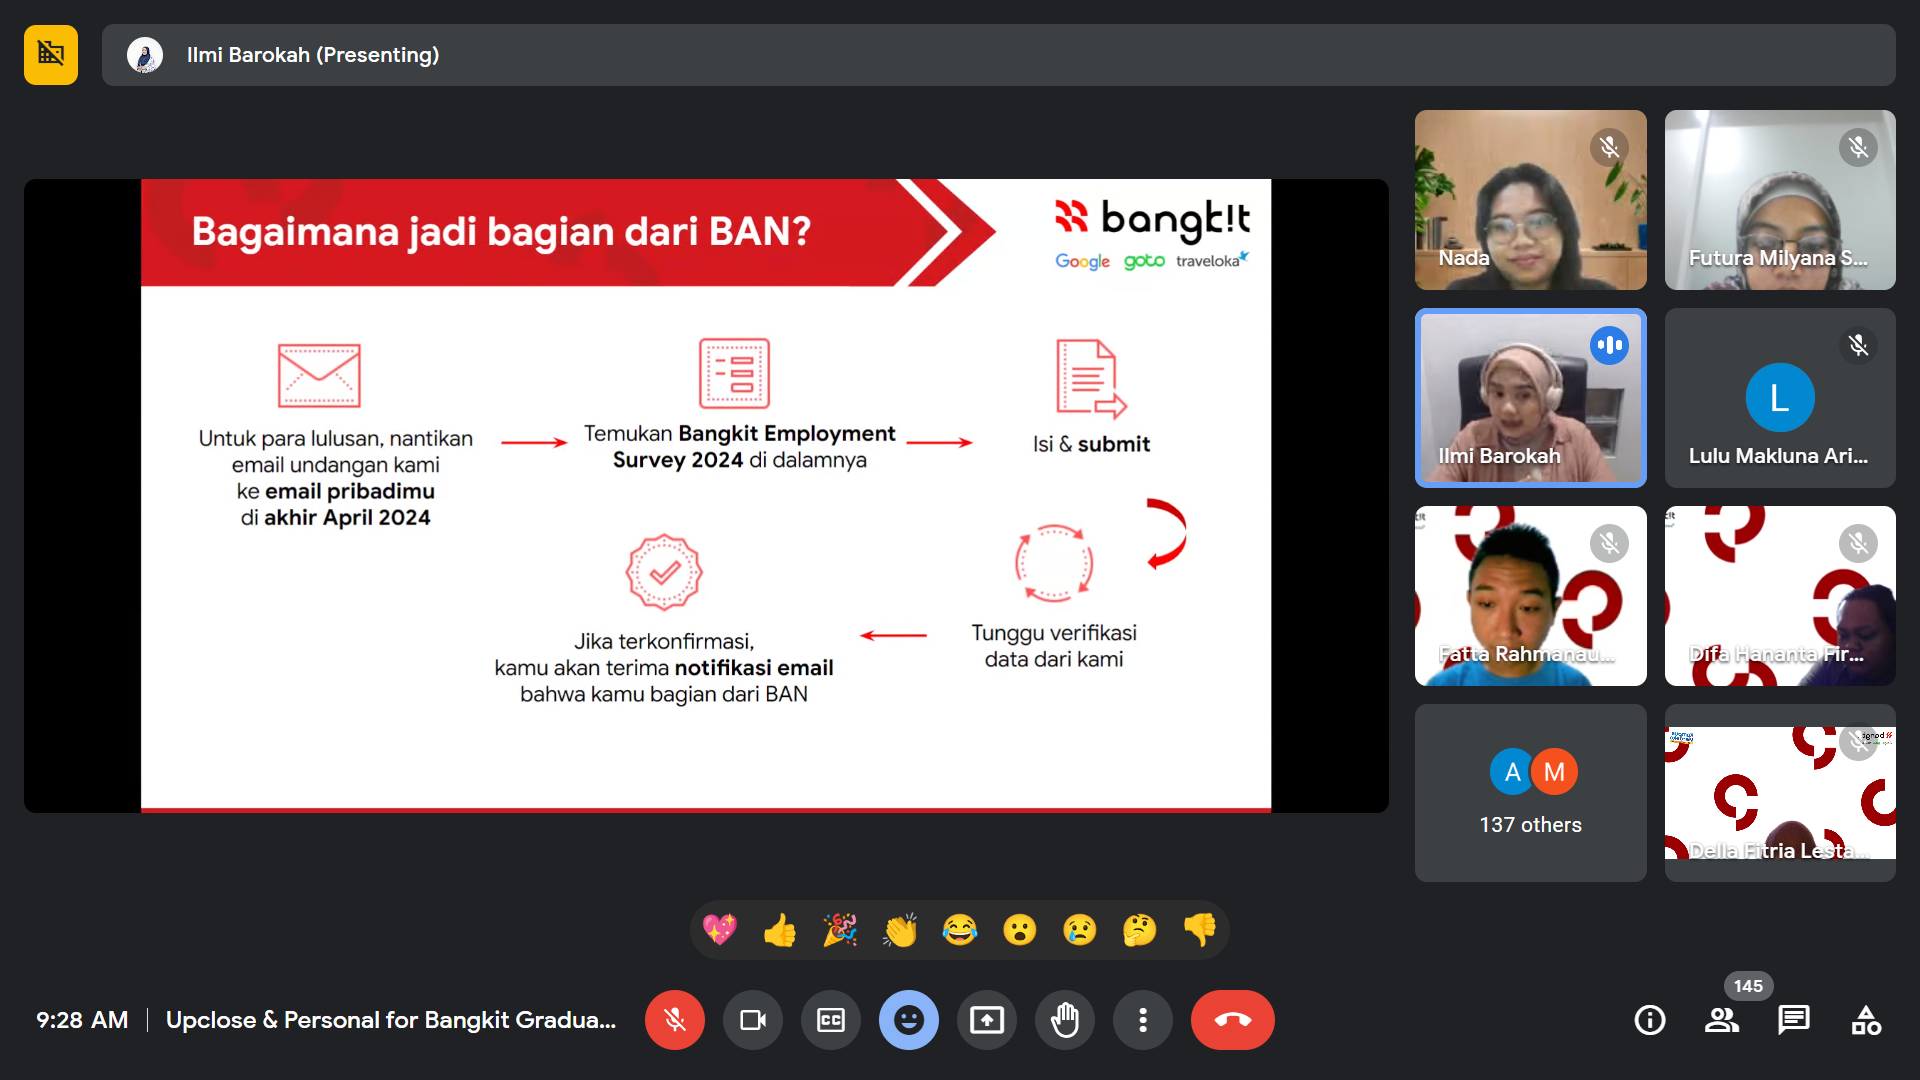 Ilmi Barokah (Presenting)
Bagaimana jadi bagian dari BAN?
bangk!t
Google goto traveloka
Untuk para lulusan, nantikan
email undangan kami
ke email pribadimu
di akhir April 2024
Temukan Bangkit Employment
Survey 2024 di dalamnya
Isi & submit
Tunggu verifikasi
data dari kami
Jika terkonfirmasi,
kamu akan terima notifikasi email
bahwa kamu bagian dari BAN
Nada
Futura Milyana S...
Ilmi Barokah
L
Lulu Makluna Ari...
Fatta Rahmanau...
Difa Hananta Fir...
A M
137 others
Della Fitria Lesta...
9:28 AM
Upclose & Personal for Bangkit Gradua...
CC
145